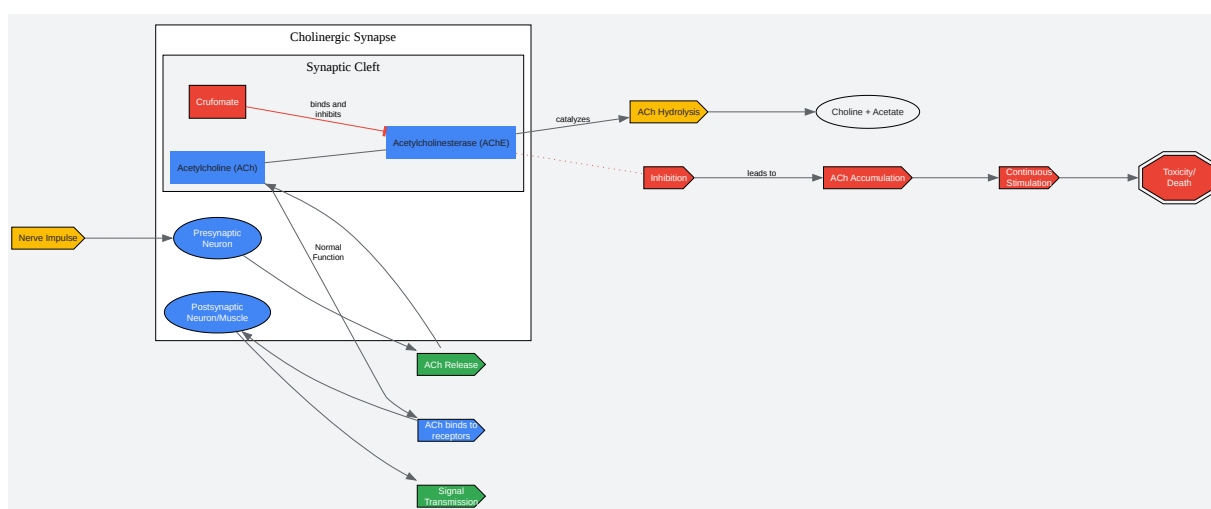 Cholinergic Synapse
Synaptic Cleft
Crufomate
binds and
inhibits
Acetylcholinesterase (AChE)
Acetylcholine (ACh)
catalyzes
ACh Hydrolysis
Choline + Acetate
Inhibition
leads to
ACh Accumulation
Continuous
Stimulation
Toxicity/
Death
Nerve Impulse
Presynaptic
Neuron
Normal
Function
Postsynaptic
Neuron/Muscle
ACh Release
ACh binds to
receptors
Signal
Transmission